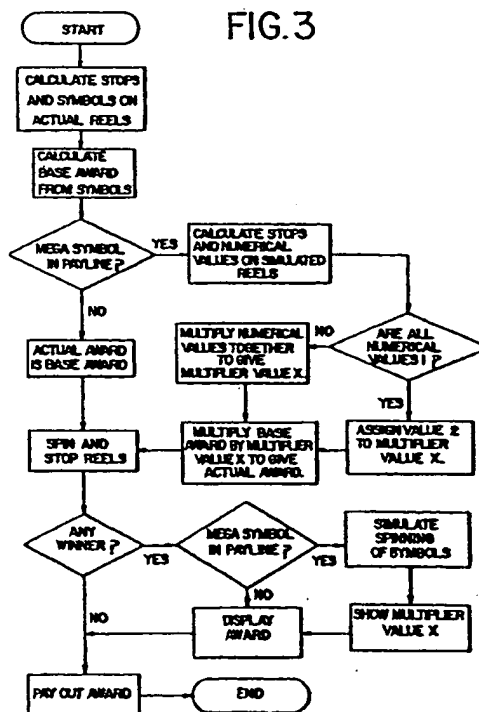 FIG.3
START
CALCULATE STOPS
AND SYMBOLS ON
ACTUAL REELS
CALCULATE
BASE AWARD
FROM SYMBOLS
MEGA SYMBOL
IN PAYLINE?
YES
CALCULATE STOPS
AND NUMERICAL
VALUES ON SIMULATED
REELS
NO
ARE ALL
NUMERICAL
VALUES 1?
NO
MULTIPLY NUMERICAL
VALUES TOGETHER
TO GIVE
MULTIPLIER VALUE X.
ACTUAL AWARD
IS BASE AWARD
YES
ASSIGN VALUE 2
TO MULTIPLIER
VALUE X.
MULTIPLY BASE
AWARD BY MULTIPLIER
VALUE X TO GIVE
ACTUAL AWARD.
SPIN AND
STOP REELS
ANY
WINNER?
YES
MEGA SYMBOL
IN PAYLINE?
YES
SIMULATE
SPINNING
OF SYMBOLS
NO
NO
SHOW MULTIPLIER
VALUE X
DISPLAY
AWARD
PAY OUT AWARD
END